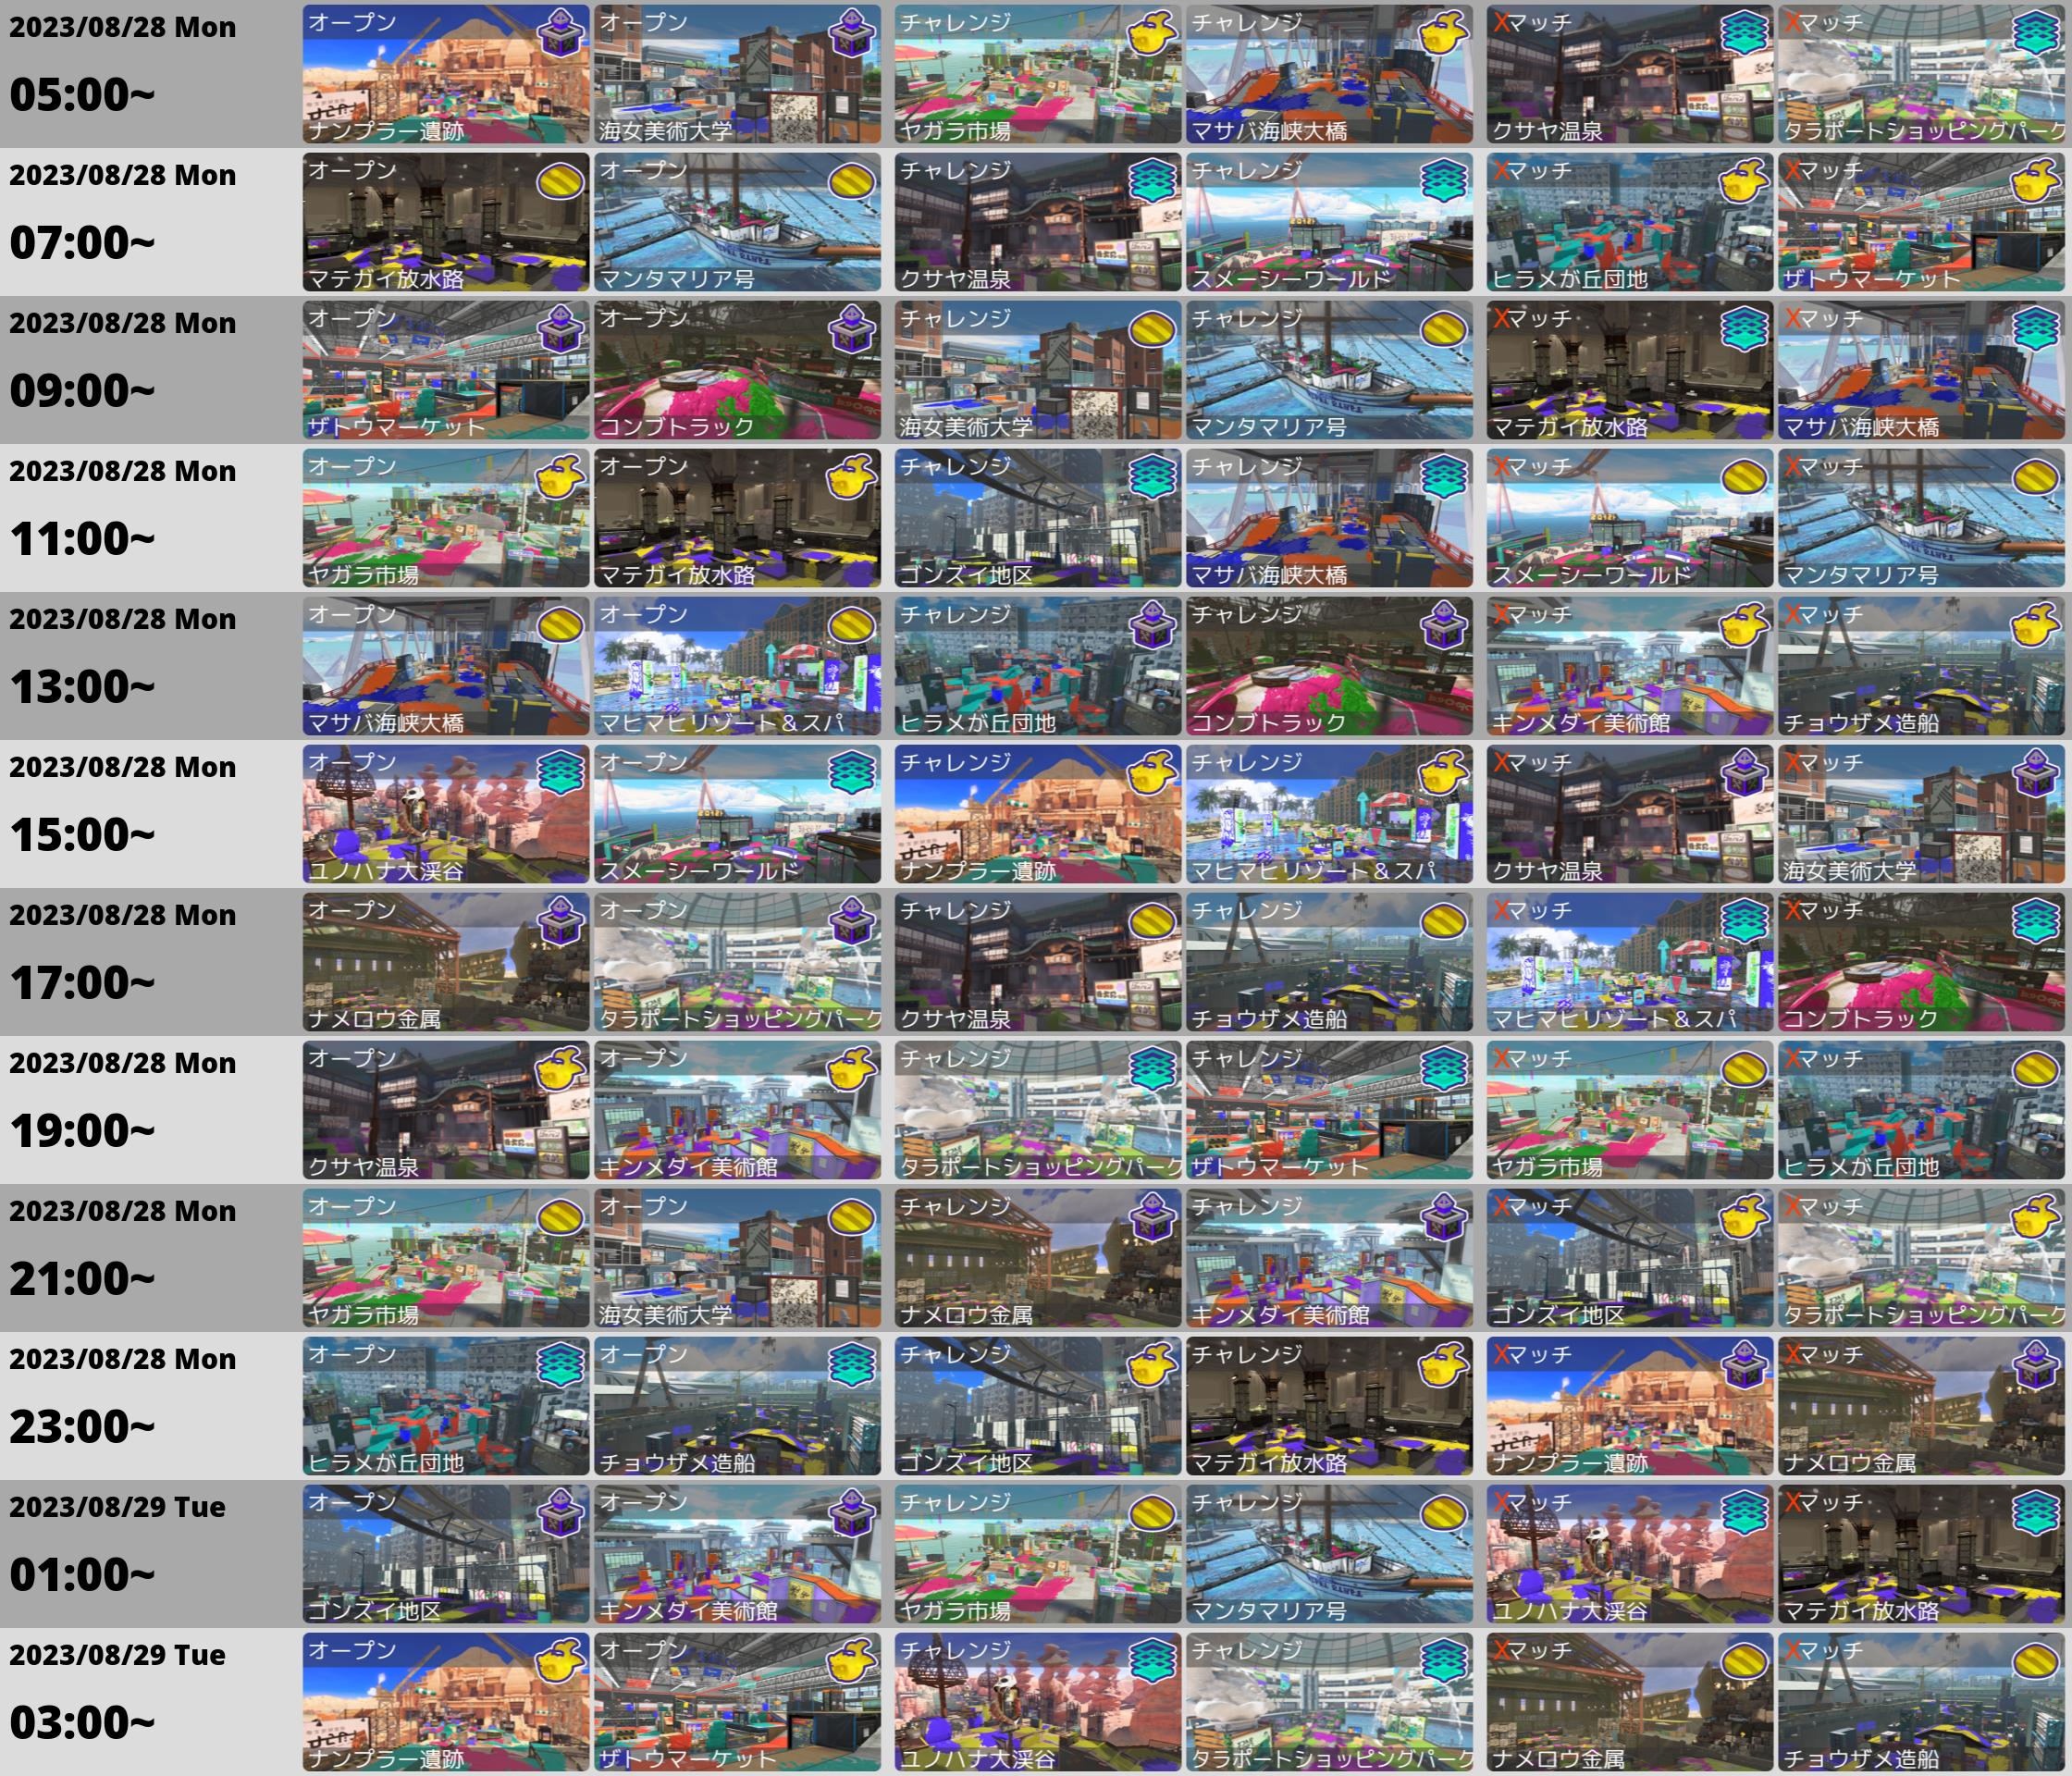 2023/08/28 Mon
05:00~
オープン オープン チャレンジ チャレンジ Xマッチ Xマッチ
ナンプラー遺跡 海女美術大学 ヤガラ市場 マサバ海峡大橋 クサヤ温泉 タラポートショッピングパーク
2023/08/28 Mon
07:00~
オープン オープン チャレンジ チャレンジ Xマッチ Xマッチ
マテガイ放水路 マンタマリア号 クサヤ温泉 スメーシーワールド ヒラメが丘団地 ザトウマーケット
2023/08/28 Mon
09:00~
オープン オープン チャレンジ チャレンジ Xマッチ Xマッチ
ザトウマーケット コンブトラック 海女美術大学 マンタマリア号 マテガイ放水路 マサバ海峡大橋
2023/08/28 Mon
11:00~
オープン オープン チャレンジ チャレンジ Xマッチ Xマッチ
ヤガラ市場 マテガイ放水路 ゴンズイ地区 マサバ海峡大橋 スメーシーワールド マンタマリア号
2023/08/28 Mon
13:00~
オープン オープン チャレンジ チャレンジ Xマッチ Xマッチ
マサバ海峡大橋 マヒマヒリゾート＆スパ ヒラメが丘団地 コンブトラック キンメダイ美術館 チョウザメ造船
2023/08/28 Mon
15:00~
オープン オープン チャレンジ チャレンジ Xマッチ Xマッチ
ユノハナ大渓谷 スメーシーワールド ナンプラー遺跡 マヒマヒリゾート＆スパ クサヤ温泉 海女美術大学
2023/08/28 Mon
17:00~
オープン オープン チャレンジ チャレンジ Xマッチ Xマッチ
ナメロウ金属 タラポートショッピングパーク クサヤ温泉 チョウザメ造船 マヒマヒリゾート＆スパ コンブトラック
2023/08/28 Mon
19:00~
オープン オープン チャレンジ チャレンジ Xマッチ Xマッチ
クサヤ温泉 キンメダイ美術館 タラポートショッピングパーク ザトウマーケット ヤガラ市場 ヒラメが丘団地
2023/08/28 Mon
21:00~
オープン オープン チャレンジ チャレンジ Xマッチ Xマッチ
ヤガラ市場 海女美術大学 ナメロウ金属 キンメダイ美術館 ゴンズイ地区 タラポートショッピングパーク
2023/08/28 Mon
23:00~
オープン オープン チャレンジ チャレンジ Xマッチ Xマッチ
ヒラメが丘団地 チョウザメ造船 ゴンズイ地区 マテガイ放水路 ナンプラー遺跡 ナメロウ金属
2023/08/29 Tue
01:00~
オープン オープン チャレンジ チャレンジ Xマッチ Xマッチ
ゴンズイ地区 キンメダイ美術館 ヤガラ市場 マンタマリア号 ユノハナ大渓谷 マテガイ放水路
2023/08/29 Tue
03:00~
オープン オープン チャレンジ チャレンジ Xマッチ Xマッチ
ナンプラー遺跡 ザトウマーケット ユノハナ大渓谷 タラポートショッピングパーク ナメロウ金属 チョウザメ造船